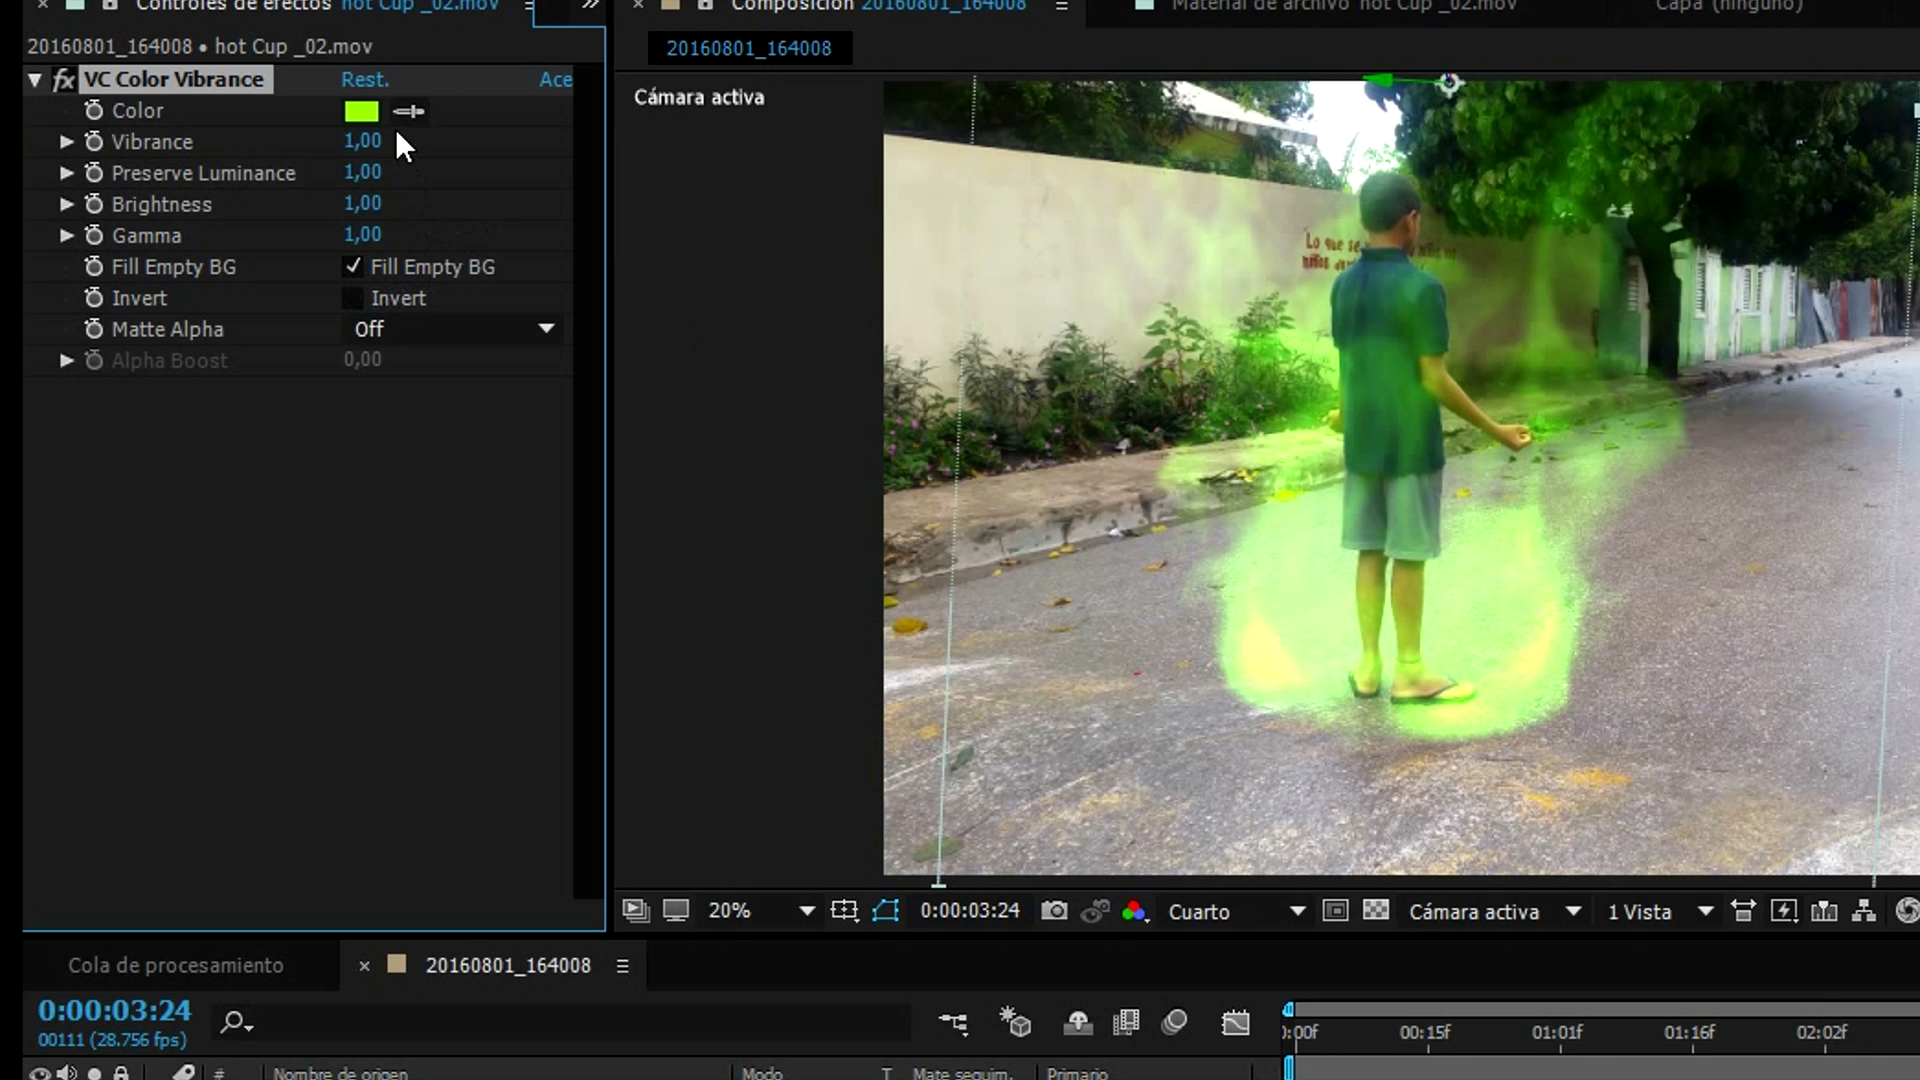 Controles de efectos hot Cup _02.mov
Composición 20160801_164008
Material de archivo hot Cup _02.mov
Capa (ninguno)
20160801_164008 • hot Cup _02.mov
20160801_164008
fx VC Color Vibrance Rest. Ace
Color
Vibrance 1,00
Preserve Luminance 1,00
Brightness 1,00
Gamma 1,00
Fill Empty BG Fill Empty BG
Invert Invert
Matte Alpha Off
Alpha Boost 0,00
Cámara activa
"Lo que se
niños
20% 0:00:03:24 Cuarto Cámara activa 1 Vista
Cola de procesamiento
20160801_164008
0:00:03:24
00111 (28.756 fps)
:00f 00:15f 01:01f 01:16f 02:02f
# Nombre de origen Modo T Mate seguim. Primario